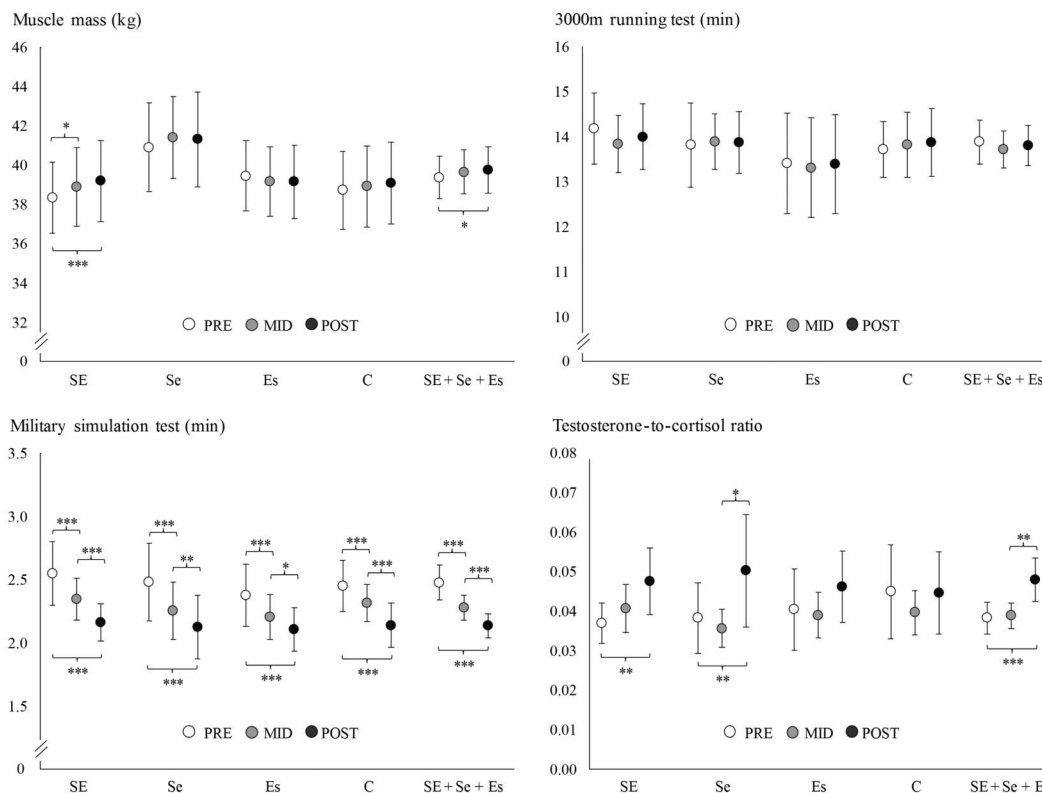 Muscle mass (kg)
46
44
42
40
38
36
34
32
0
*
***
*
PRE MID POST
SE Se Es C SE + Se + Es
3000m running test (min)
16
15
14
13
12
11
10
0
PRE MID POST
SE Se Es C SE + Se + Es
Military simulation test (min)
3.5
3.0
2.5
2.0
1.5
0
*** *** *** *** ***
*** ** * *** ***
*** *** *** *** ***
PRE MID POST
SE Se Es C SE + Se + Es
Testosterone-to-cortisol ratio
0.08
0.07
0.06
0.05
0.04
0.03
0.02
0.01
0.00
* **
** ** ***
PRE MID POST
SE Se Es C SE + Se + Es